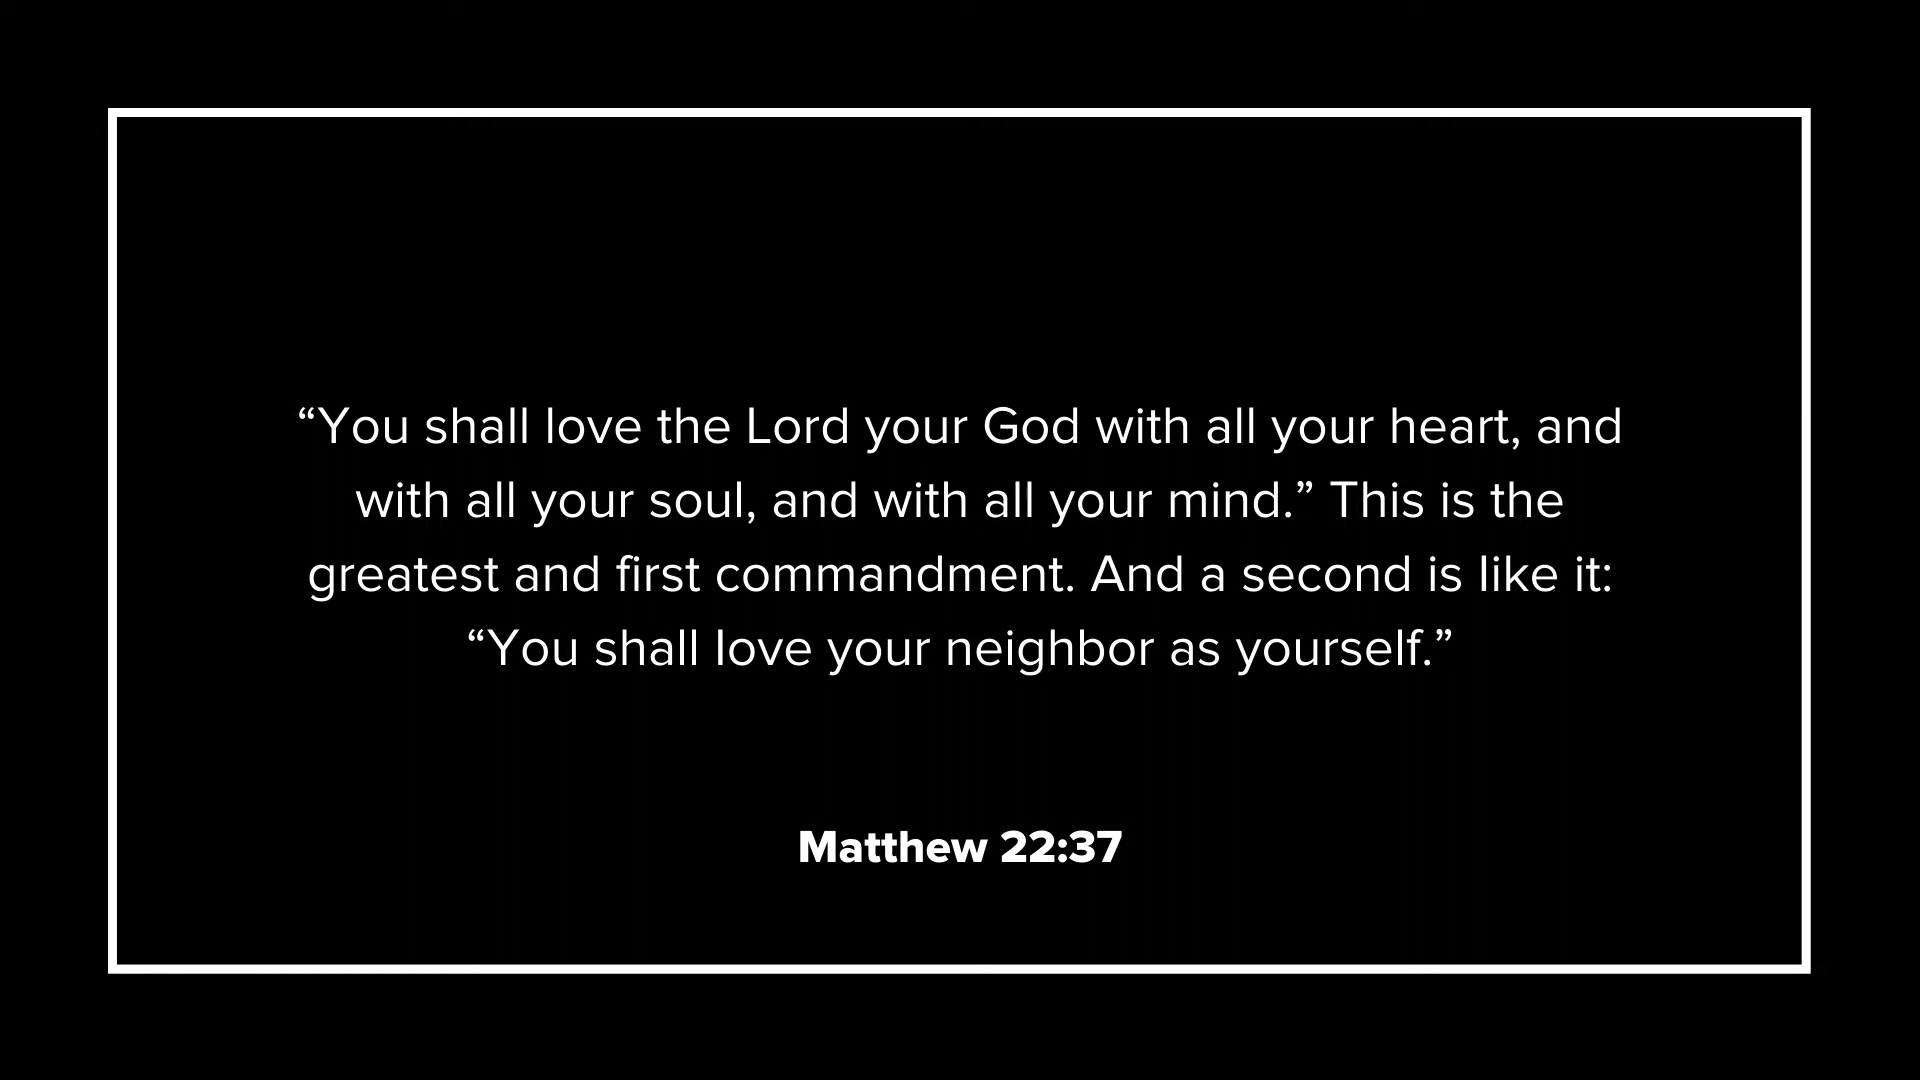 “You shall love the Lord your God with all your heart, and
with all your soul, and with all your mind.” This is the
greatest and first commandment. And a second is like it:
“You shall love your neighbor as yourself.”
Matthew 22:37